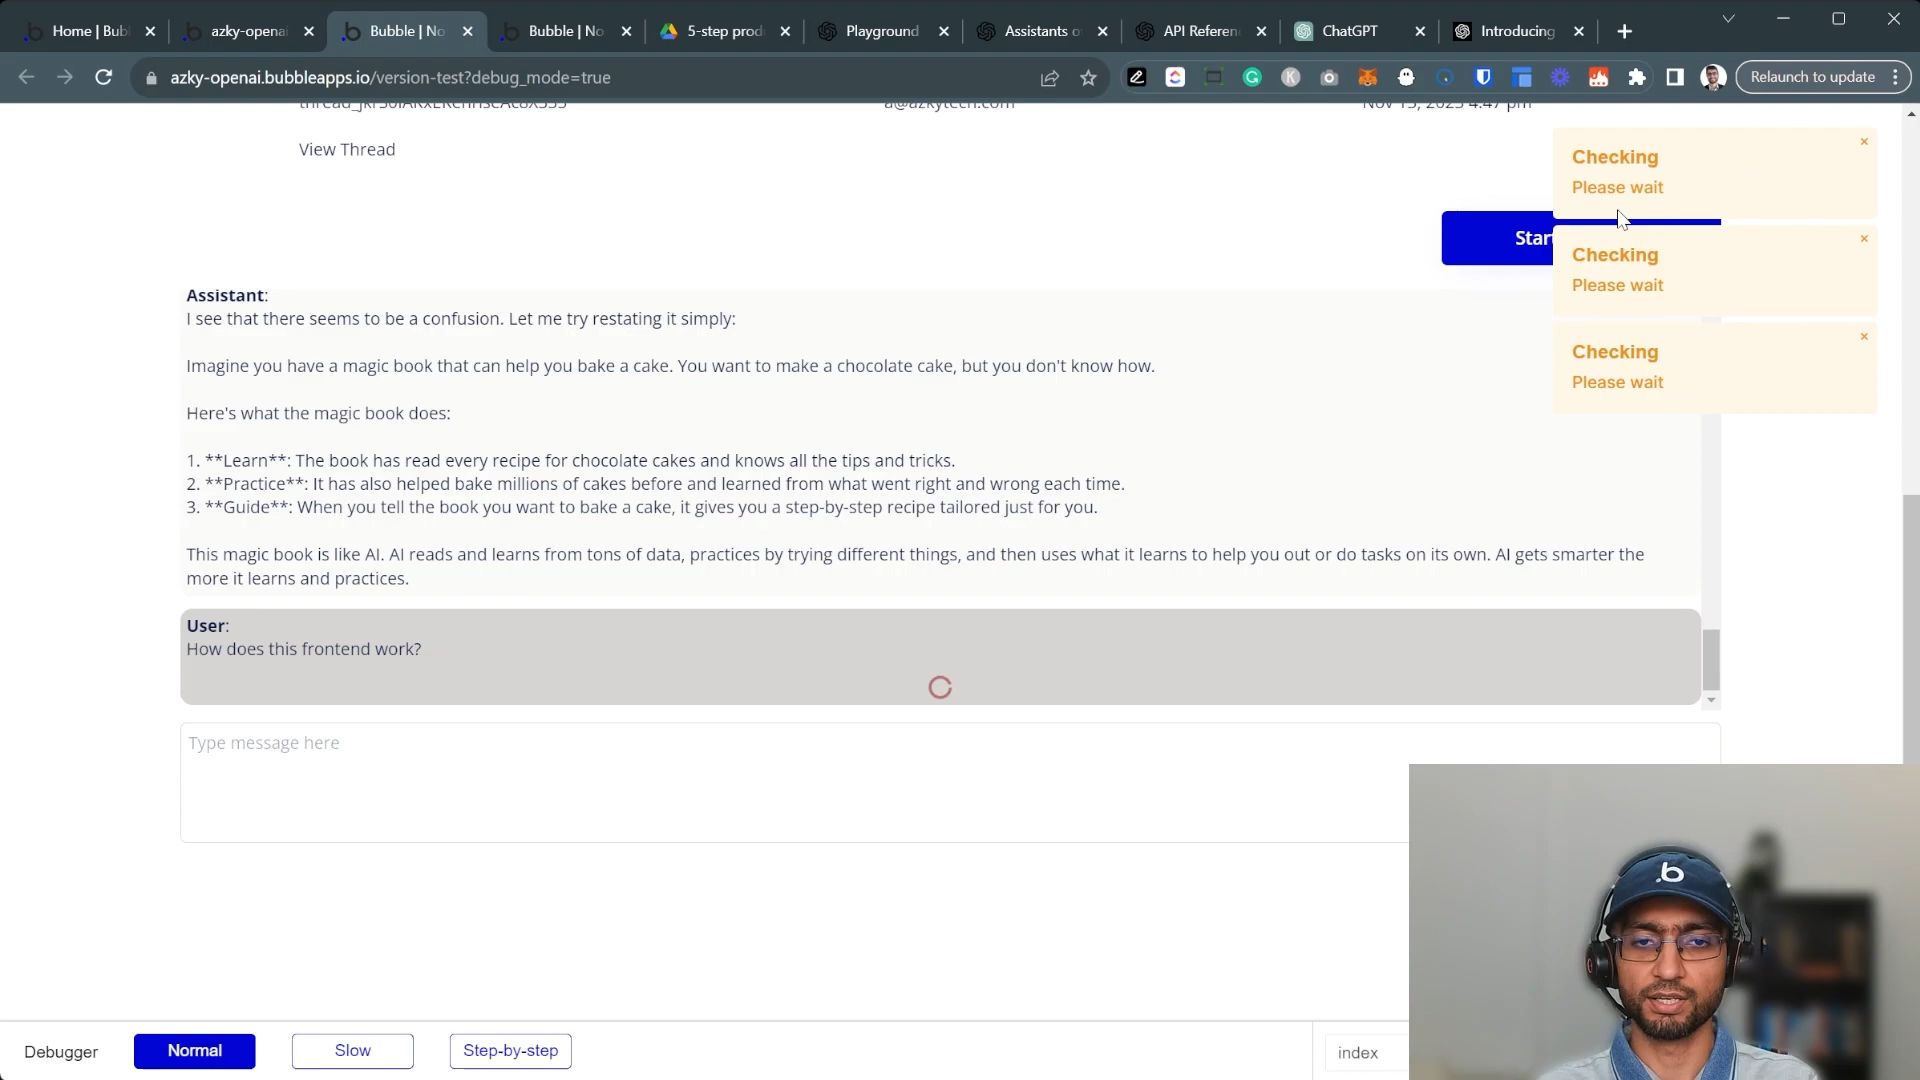 Home | Bub
azky-openai
Bubble | No
Bubble | No
5-step prod
Playground
Assistants o
API Referen
ChatGPT
Introducing
azky-openai.bubbleapps.io/version-test?debug_mode=true
Relaunch to update
a@azkytech.com
Nov 13, 2023 4:47 pm
View Thread
Checking
Please wait
Start
Checking
Please wait
Checking
Please wait
Assistant:
I see that there seems to be a confusion. Let me try restating it simply:
Imagine you have a magic book that can help you bake a cake. You want to make a chocolate cake, but you don't know how.
Here's what the magic book does:
1. **Learn**: The book has read every recipe for chocolate cakes and knows all the tips and tricks.
2. **Practice**: It has also helped bake millions of cakes before and learned from what went right and wrong each time.
3. **Guide**: When you tell the book you want to bake a cake, it gives you a step-by-step recipe tailored just for you.
This magic book is like AI. AI reads and learns from tons of data, practices by trying different things, and then uses what it learns to help you out or do tasks on its own. AI gets smarter the
more it learns and practices.
User:
How does this frontend work?
Type message here
.b
Debugger
Normal
Slow
Step-by-step
index